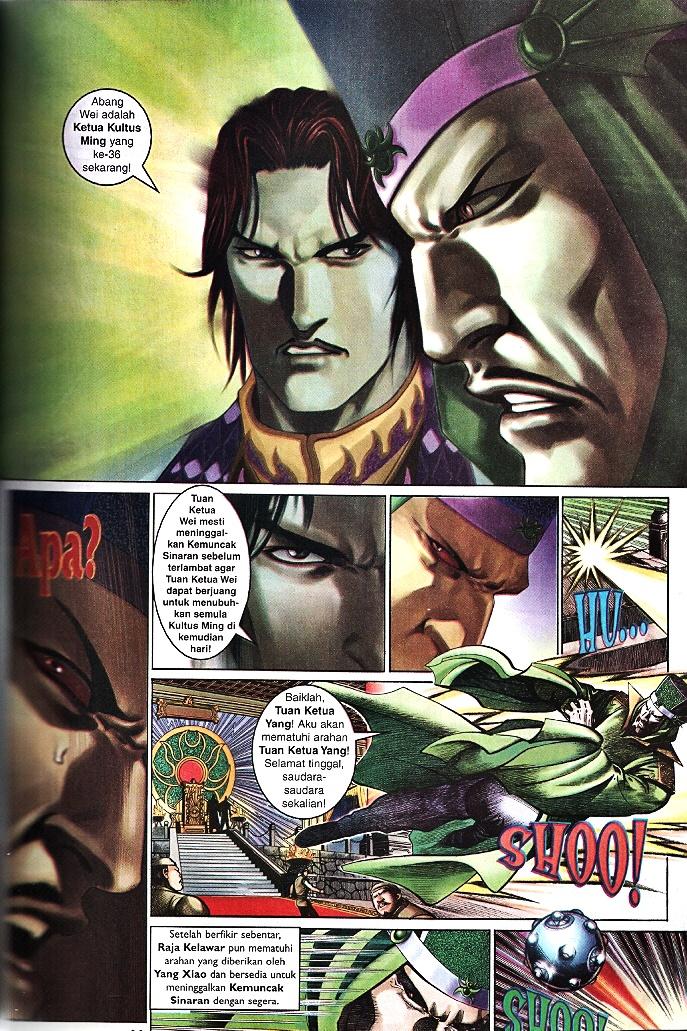 Abang
Wei adalah
Ketua Kultus
Ming yang
ke-36
sekarang!
Apa?
Tuan
Ketua
Wei mesti
meninggal-
kan Kemuncak
Sinaran sebelum
terlambat agar
Tuan Ketua Wei
dapat berjuang
untuk menubuh-
kan semula
Kultus Ming di
kemudian
hari!
HU...
Baiklah,
Tuan Ketua
Yang! Aku akan
mematuhi arahan
Tuan Ketua Yang!
Selamat tinggal,
saudara-
saudara
sekalian!
SHOO!
Setelah berfikir sebentar,
Raja Kelawar pun mematuhi
arahan yang diberikan oleh
Yang Xiao dan bersedia untuk
meninggalkan Kemuncak
Sinaran dengan segera.
SHOO!